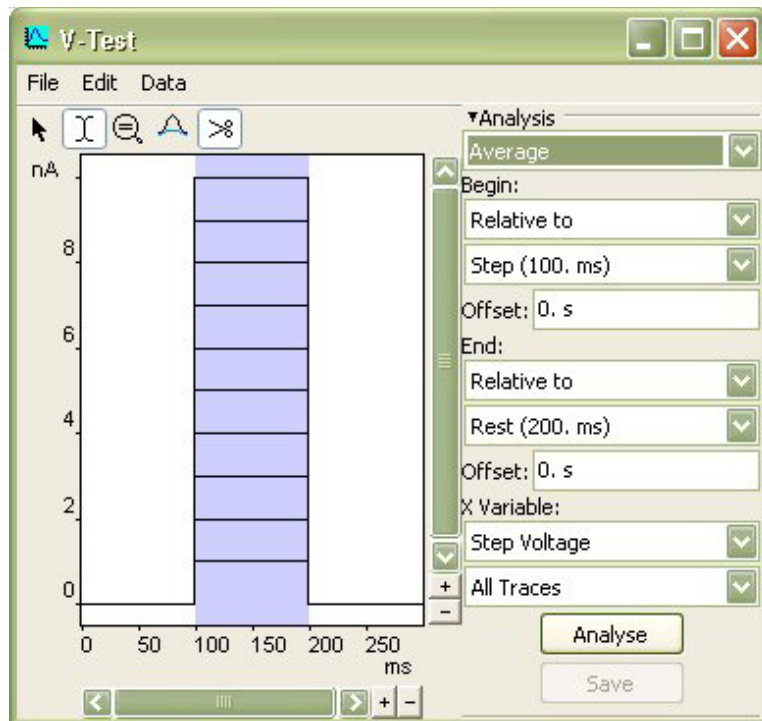 V-Test
File Edit Data
nA
8
6
4
2
0
0 50 100 150 200 250
ms
+ -
+
-
▾Analysis
Average
Begin:
Relative to
Step (100. ms)
Offset: 0. s
End:
Relative to
Rest (200. ms)
Offset: 0. s
X Variable:
Step Voltage
All Traces
Analyse
Save